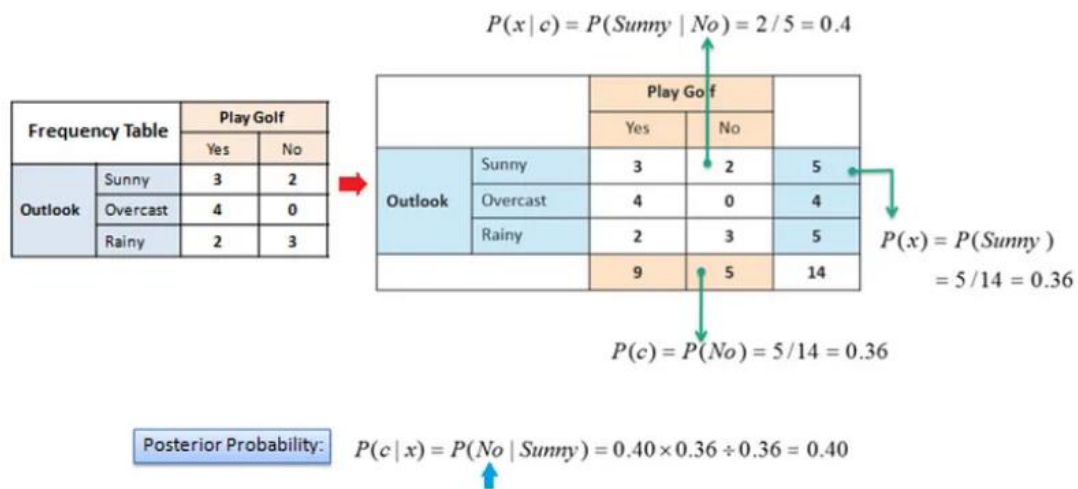 P(x | c) = P(Sunny | No) = 2 / 5 = 0.4
Frequency Table Play Golf
Yes No
Outlook Sunny 3 2
Overcast 4 0
Rainy 2 3
Play Golf
Yes No
Outlook Sunny 3 2 5
Overcast 4 0 4
Rainy 2 3 5
9 5 14
P(x) = P(Sunny )
= 5 /14 = 0.36
P(c) = P(No) = 5 /14 = 0.36
Posterior Probability: P(c | x) = P(No | Sunny) = 0.40 × 0.36 ÷ 0.36 = 0.40